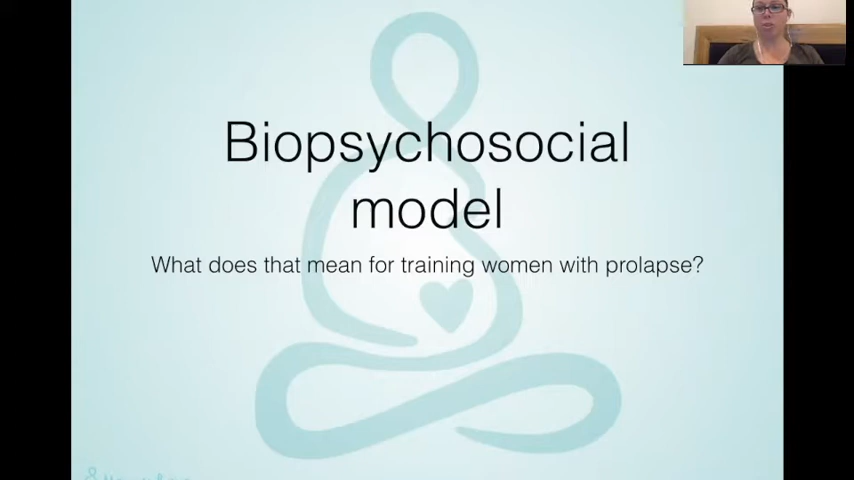 Biopsychosocial
model
What does that mean for training women with prolapse?